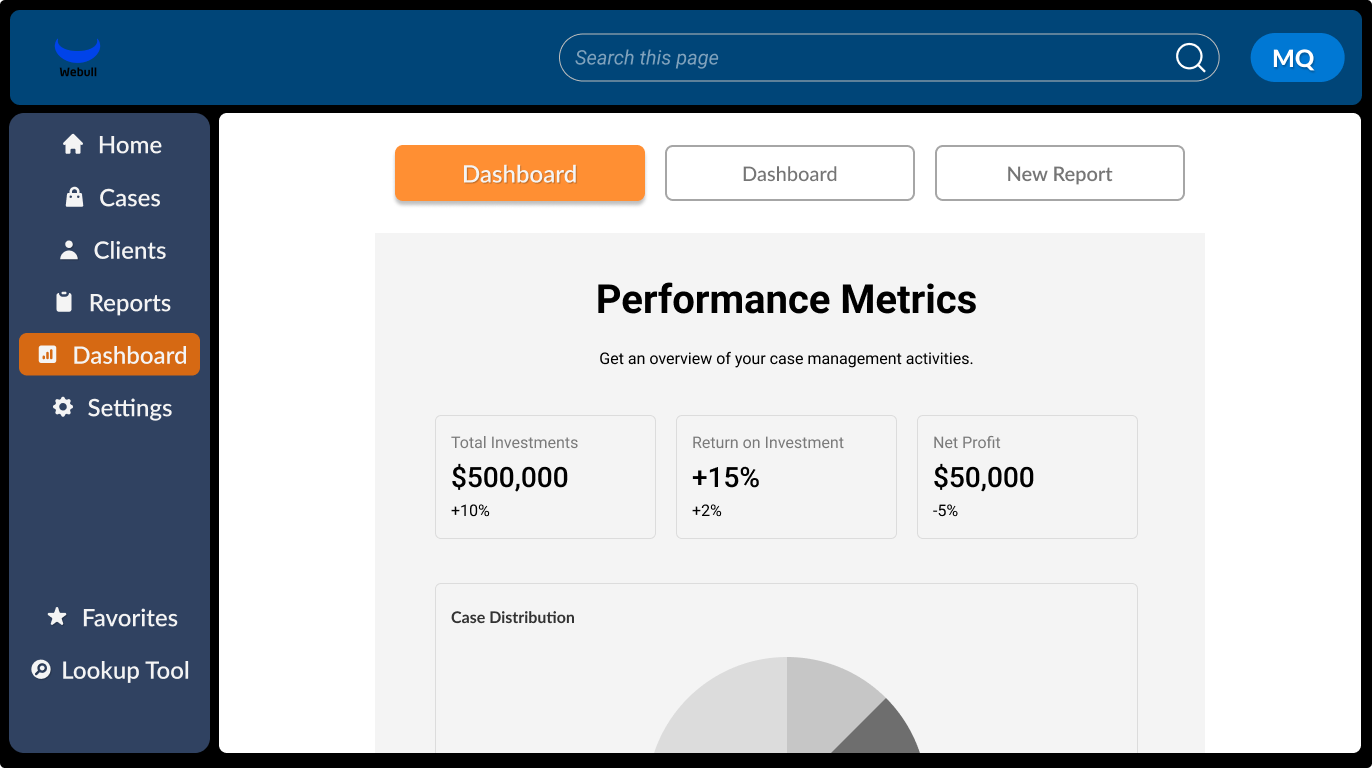 Webull
Search this page
MQ
Home
Cases
Clients
Reports
Dashboard
Settings
Favorites
Lookup Tool
Dashboard
Dashboard
New Report
Performance Metrics
Get an overview of your case management activities.
Total Investments
$500,000
+10%
Return on Investment
+15%
+2%
Net Profit
$50,000
-5%
Case Distribution